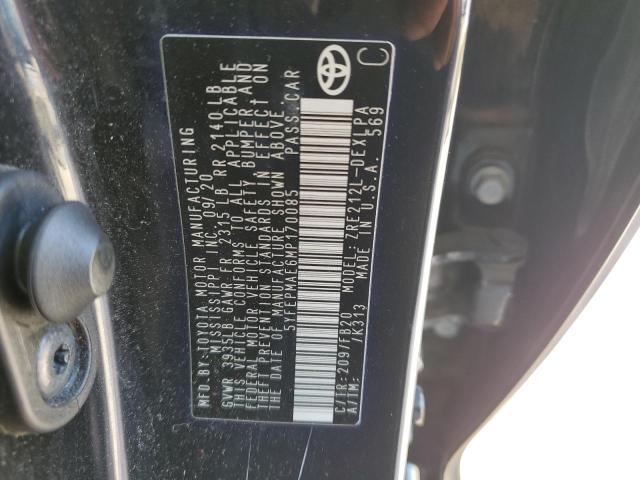 MFD.BY:TOYOTA MOTOR MANUFACTURING
MISSISSIPPI INC. 09/20
GVWR 3935LB GAWR FR 2315 LB RR 2140LB
THIS VEHICLE CONFORMS TO ALL APPLICABLE
FEDERAL MOTOR VEHICLE SAFETY BUMPER, AND
THEFT PREVENTION STANDARDS IN EFFECT ON
THE DATE OF MANUFACTURE SHOWN ABOVE.
5YFEPMAE6MP170085 PASS.CAR
C
C/TR:209/FB20 MODEL: ZRE212L-DEXLPA
A/TM: /K313 MADE IN U.S.A. 569